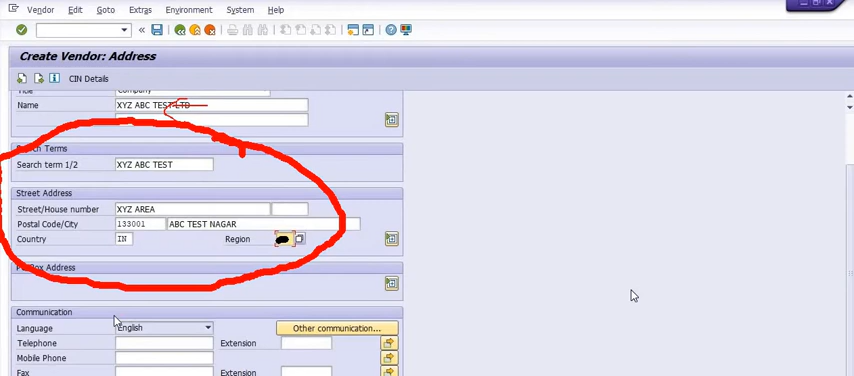 Vendor Edit Goto Extras Environment System Help
Create Vendor: Address
CIN Details
Title Company
Name XYZ ABC TEST LTD
Search Terms
Search term 1/2 XYZ ABC TEST
Street Address
Street/House number XYZ AREA
Postal Code/City 133001 ABC TEST NAGAR
Country IN Region
PO Box Address
Communication
Language English Other communication...
Telephone Extension
Mobile Phone
Fax Extension